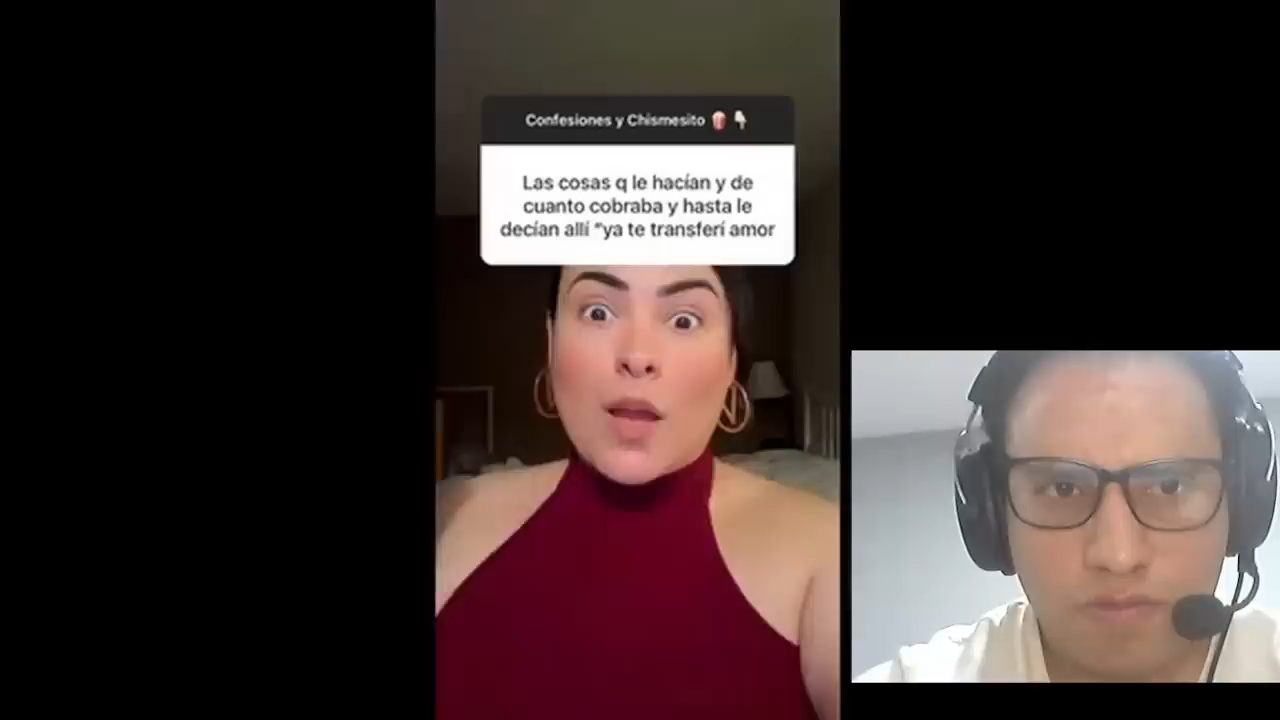 Confesiones y Chismesito 🍿👇🏻
Las cosas q le hacían y de
cuanto cobraba y hasta le
decían allí “ya te transferí amor